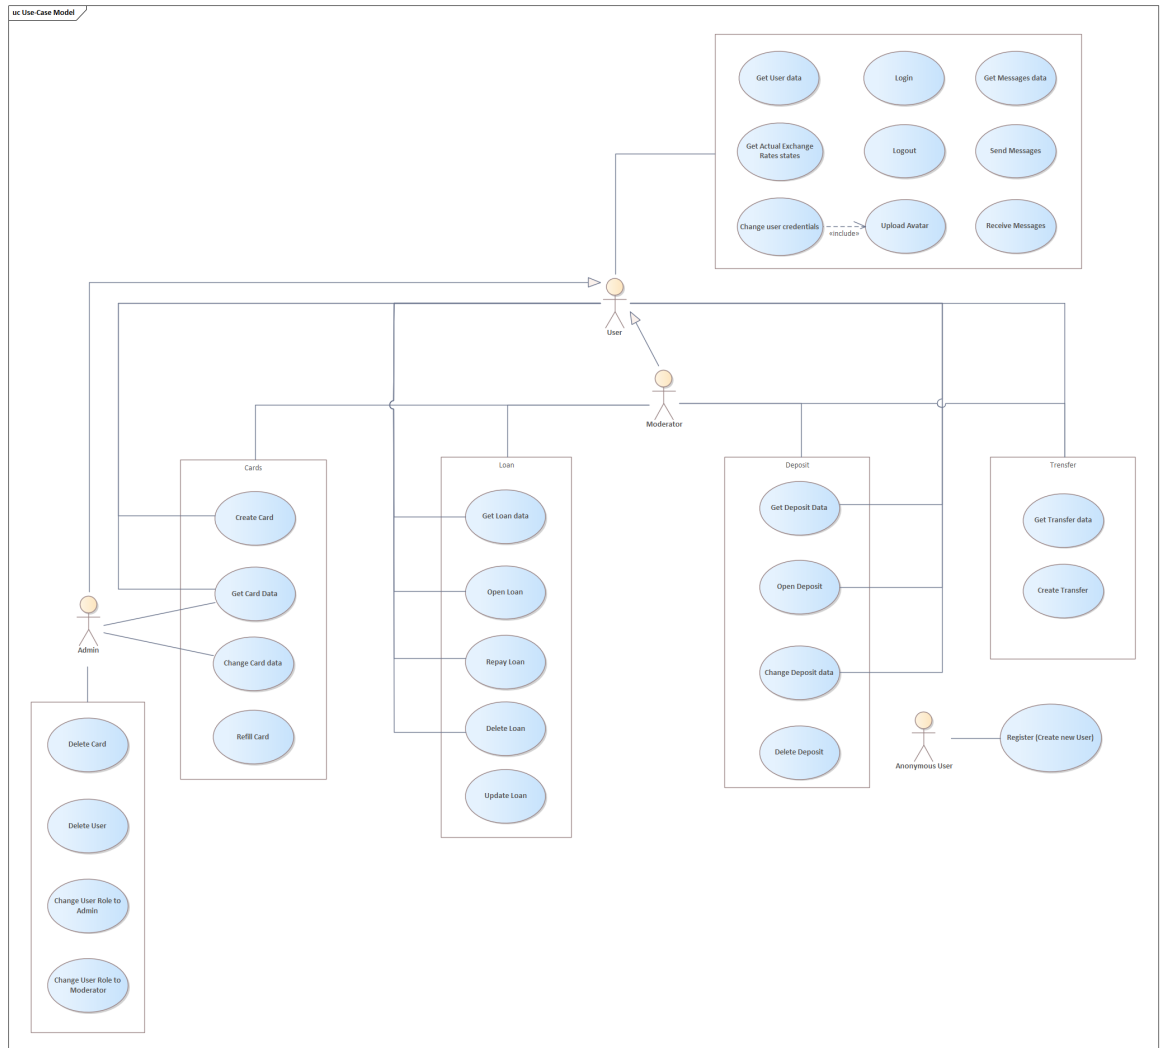 uc Use-Case Model
Get User data
Login
Get Messages data
Get Actual Exchange
Rates states
Logout
Send Messages
Change user credentials
«include»
Upload Avatar
Receive Messages
User
Moderator
Cards
Create Card
Get Card Data
Change Card data
Refill Card
Loan
Get Loan data
Open Loan
Repay Loan
Delete Loan
Update Loan
Deposit
Get Deposit Data
Open Deposit
Change Deposit data
Delete Deposit
Trensfer
Get Transfer data
Create Transfer
Admin
Delete Card
Delete User
Change User Role to
Admin
Change User Role to
Moderator
Anonymous User
Register (Create new User)